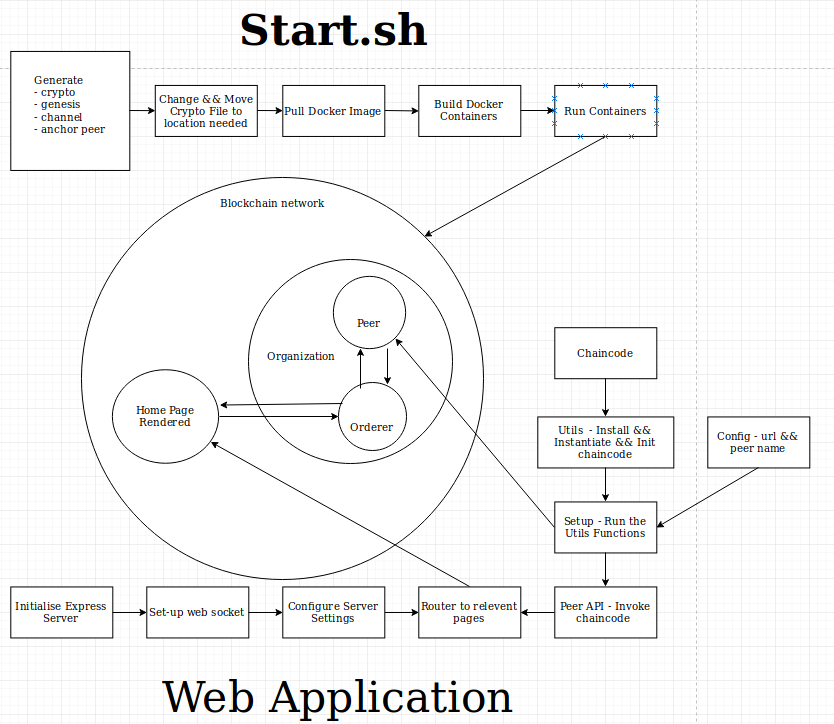 Start.sh
Generate
- crypto
- genesis
- channel
- anchor peer
Change && Move
Crypto File to
location needed
Pull Docker Image
Build Docker
Containers
Run Containers
Blockchain network
Peer
Organization
Home Page
Rendered
Orderer
Chaincode
Utils - Install &&
Instantiate && Init
chaincode
Config - url &&
peer name
Setup - Run the
Utils Functions
Initialise Express
Server
Set-up web socket
Configure Server
Settings
Router to relevent
pages
Peer API - Invoke
chaincode
Web Application